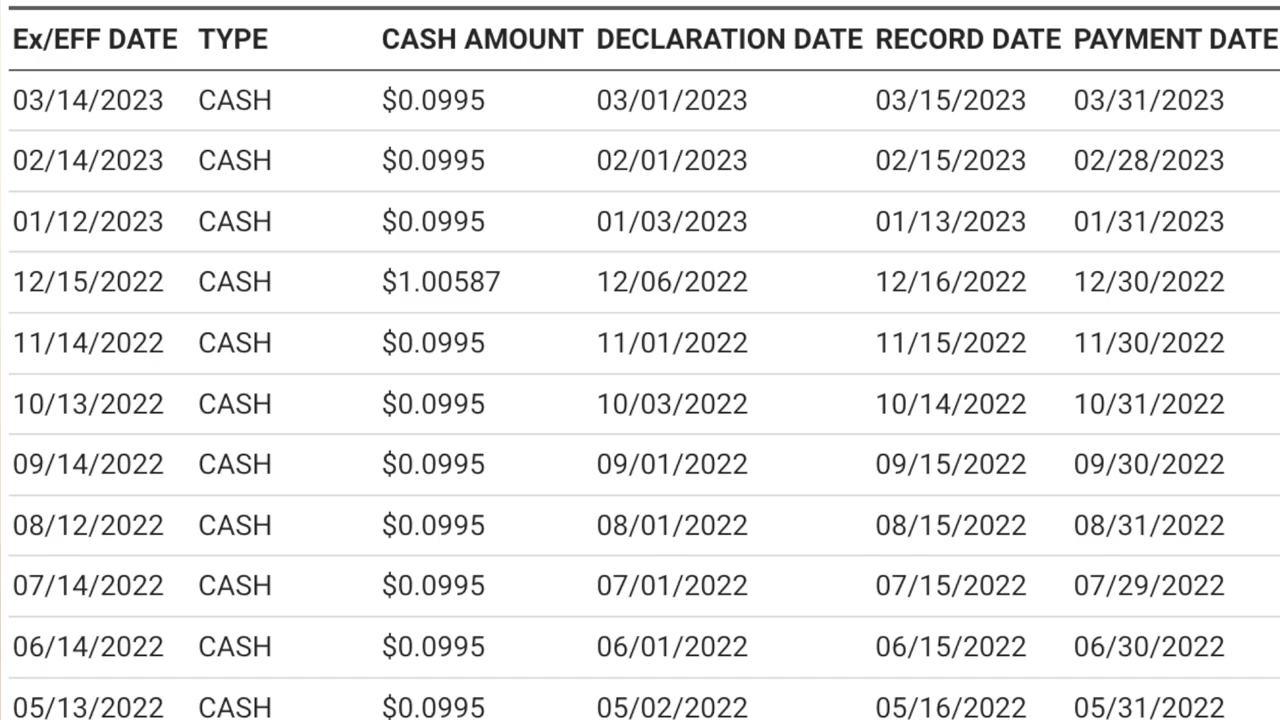 Ex/EFF DATE TYPE CASH AMOUNT DECLARATION DATE RECORD DATE PAYMENT DATE
03/14/2023 CASH $0.0995 03/01/2023 03/15/2023 03/31/2023
02/14/2023 CASH $0.0995 02/01/2023 02/15/2023 02/28/2023
01/12/2023 CASH $0.0995 01/03/2023 01/13/2023 01/31/2023
12/15/2022 CASH $1.00587 12/06/2022 12/16/2022 12/30/2022
11/14/2022 CASH $0.0995 11/01/2022 11/15/2022 11/30/2022
10/13/2022 CASH $0.0995 10/03/2022 10/14/2022 10/31/2022
09/14/2022 CASH $0.0995 09/01/2022 09/15/2022 09/30/2022
08/12/2022 CASH $0.0995 08/01/2022 08/15/2022 08/31/2022
07/14/2022 CASH $0.0995 07/01/2022 07/15/2022 07/29/2022
06/14/2022 CASH $0.0995 06/01/2022 06/15/2022 06/30/2022
05/13/2022 CASH $0.0995 05/02/2022 05/16/2022 05/31/2022